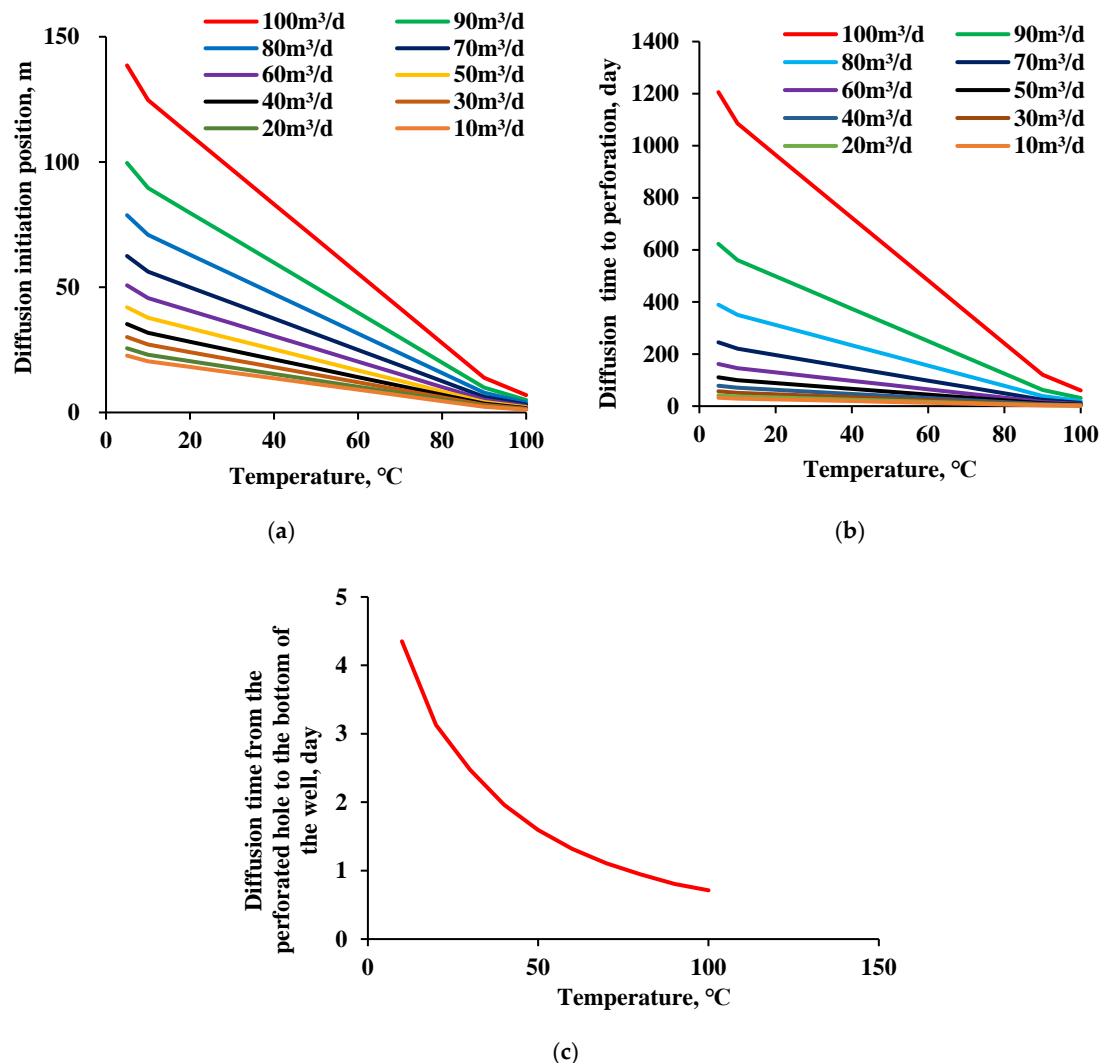 100m³/d 90m³/d
80m³/d 70m³/d
60m³/d 50m³/d
40m³/d 30m³/d
20m³/d 10m³/d
Diffusion initiation position, m
150
100
50
0
0 20 40 60 80 100
Temperature, °C
(a)
100m³/d 90m³/d
80m³/d 70m³/d
60m³/d 50m³/d
40m³/d 30m³/d
20m³/d 10m³/d
Diffusion time to perforation, day
1400
1200
1000
800
600
400
200
0
0 20 40 60 80 100
Temperature, °C
(b)
Diffusion time from the
perforated hole to the bottom of
the well, day
5
4
3
2
1
0
0 50 100 150
Temperature, °C
(c)